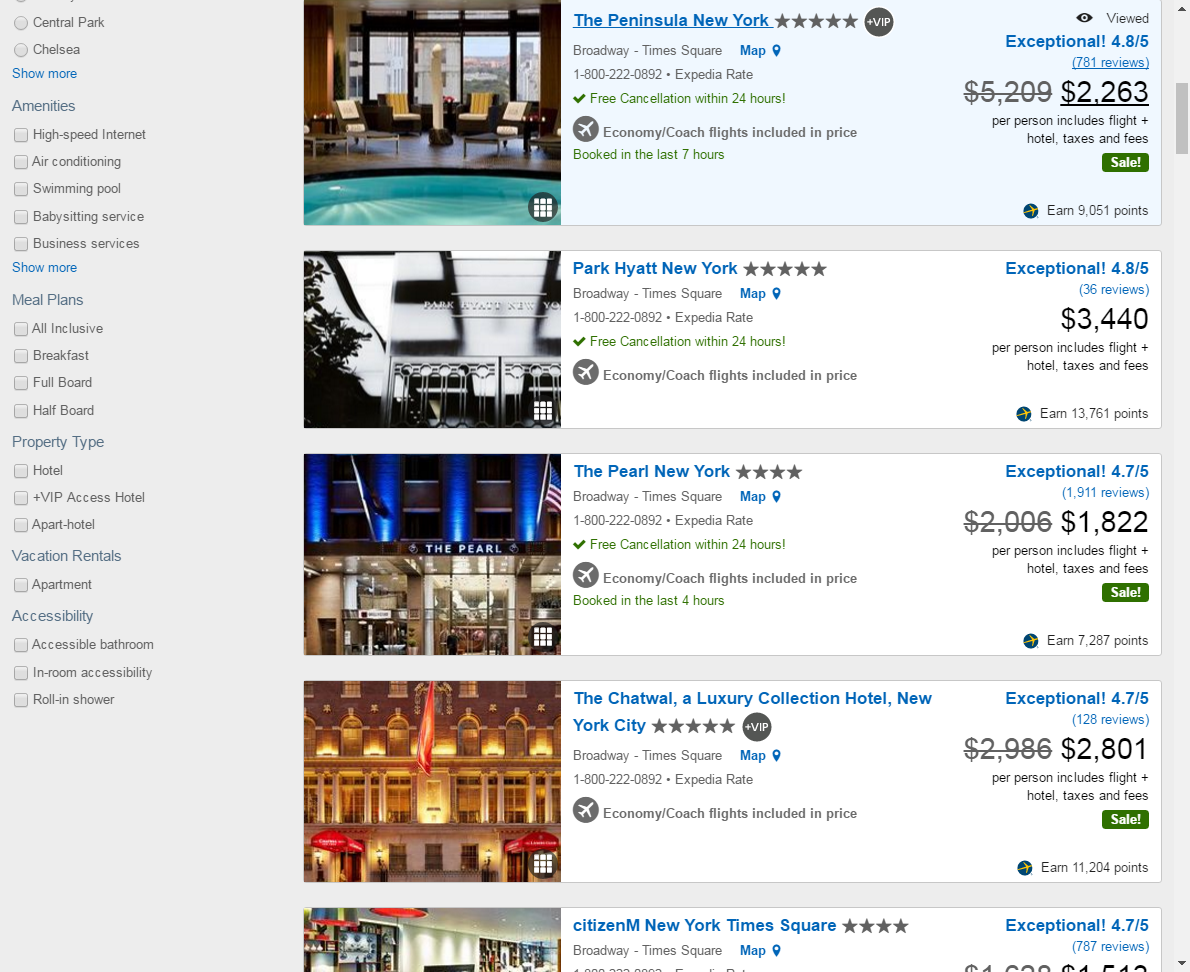 Central Park
Chelsea
Show more
Amenities
High-speed Internet
Air conditioning
Swimming pool
Babysitting service
Business services
Show more
Meal Plans
All Inclusive
Breakfast
Full Board
Half Board
Property Type
Hotel
+VIP Access Hotel
Apart-hotel
Vacation Rentals
Apartment
Accessibility
Accessible bathroom
In-room accessibility
Roll-in shower
The Peninsula New York +VIP
Broadway - Times Square Map
1-800-222-0892 • Expedia Rate
Free Cancellation within 24 hours!
Economy/Coach flights included in price
Booked in the last 7 hours
Viewed
Exceptional! 4.8/5
(781 reviews)
$5,209 $2,263
per person includes flight +
hotel, taxes and fees
Sale!
Earn 9,051 points
PARK HYATT NEW YO
Park Hyatt New York
Broadway - Times Square Map
1-800-222-0892 • Expedia Rate
Free Cancellation within 24 hours!
Economy/Coach flights included in price
Exceptional! 4.8/5
(36 reviews)
$3,440
per person includes flight +
hotel, taxes and fees
Earn 13,761 points
THE PEARL
The Pearl New York
Broadway - Times Square Map
1-800-222-0892 • Expedia Rate
Free Cancellation within 24 hours!
Economy/Coach flights included in price
Booked in the last 4 hours
Exceptional! 4.7/5
(1,911 reviews)
$2,006 $1,822
per person includes flight +
hotel, taxes and fees
Sale!
Earn 7,287 points
The Chatwal, a Luxury Collection Hotel, New
York City +VIP
Broadway - Times Square Map
1-800-222-0892 • Expedia Rate
Economy/Coach flights included in price
Exceptional! 4.7/5
(128 reviews)
$2,986 $2,801
per person includes flight +
hotel, taxes and fees
Sale!
Earn 11,204 points
citizenM New York Times Square
Broadway - Times Square Map
Exceptional! 4.7/5
(787 reviews)